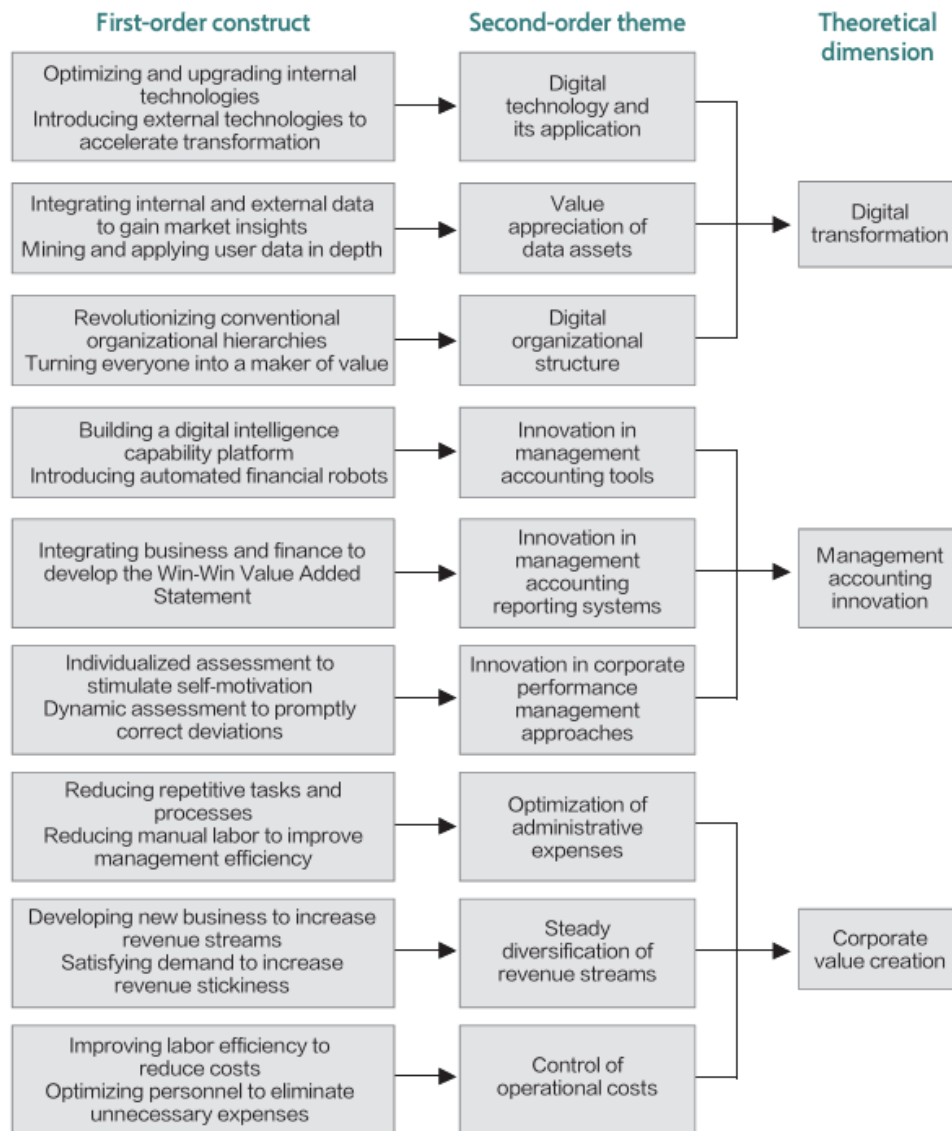 First-order construct
Second-order theme
Theoretical
dimension
Optimizing and upgrading internal
technologies
Introducing external technologies to
accelerate transformation
Digital
technology and
its application
Integrating internal and external data
to gain market insights
Mining and applying user data in depth
Value
appreciation of
data assets
Digital
transformation
Revolutionizing conventional
organizational hierarchies
Turning everyone into a maker of value
Digital
organizational
structure
Building a digital intelligence
capability platform
Introducing automated financial robots
Innovation in
management
accounting tools
Integrating business and finance to
develop the Win-Win Value Added
Statement
Innovation in
management
accounting
reporting systems
Management
accounting
innovation
Individualized assessment to
stimulate self-motivation
Dynamic assessment to promptly
correct deviations
Innovation in corporate
performance
management
approaches
Reducing repetitive tasks and
processes
Reducing manual labor to improve
management efficiency
Optimization of
administrative
expenses
Developing new business to increase
revenue streams
Satisfying demand to increase
revenue stickiness
Steady
diversification of
revenue streams
Corporate
value creation
Improving labor efficiency to
reduce costs
Optimizing personnel to eliminate
unnecessary expenses
Control of
operational costs